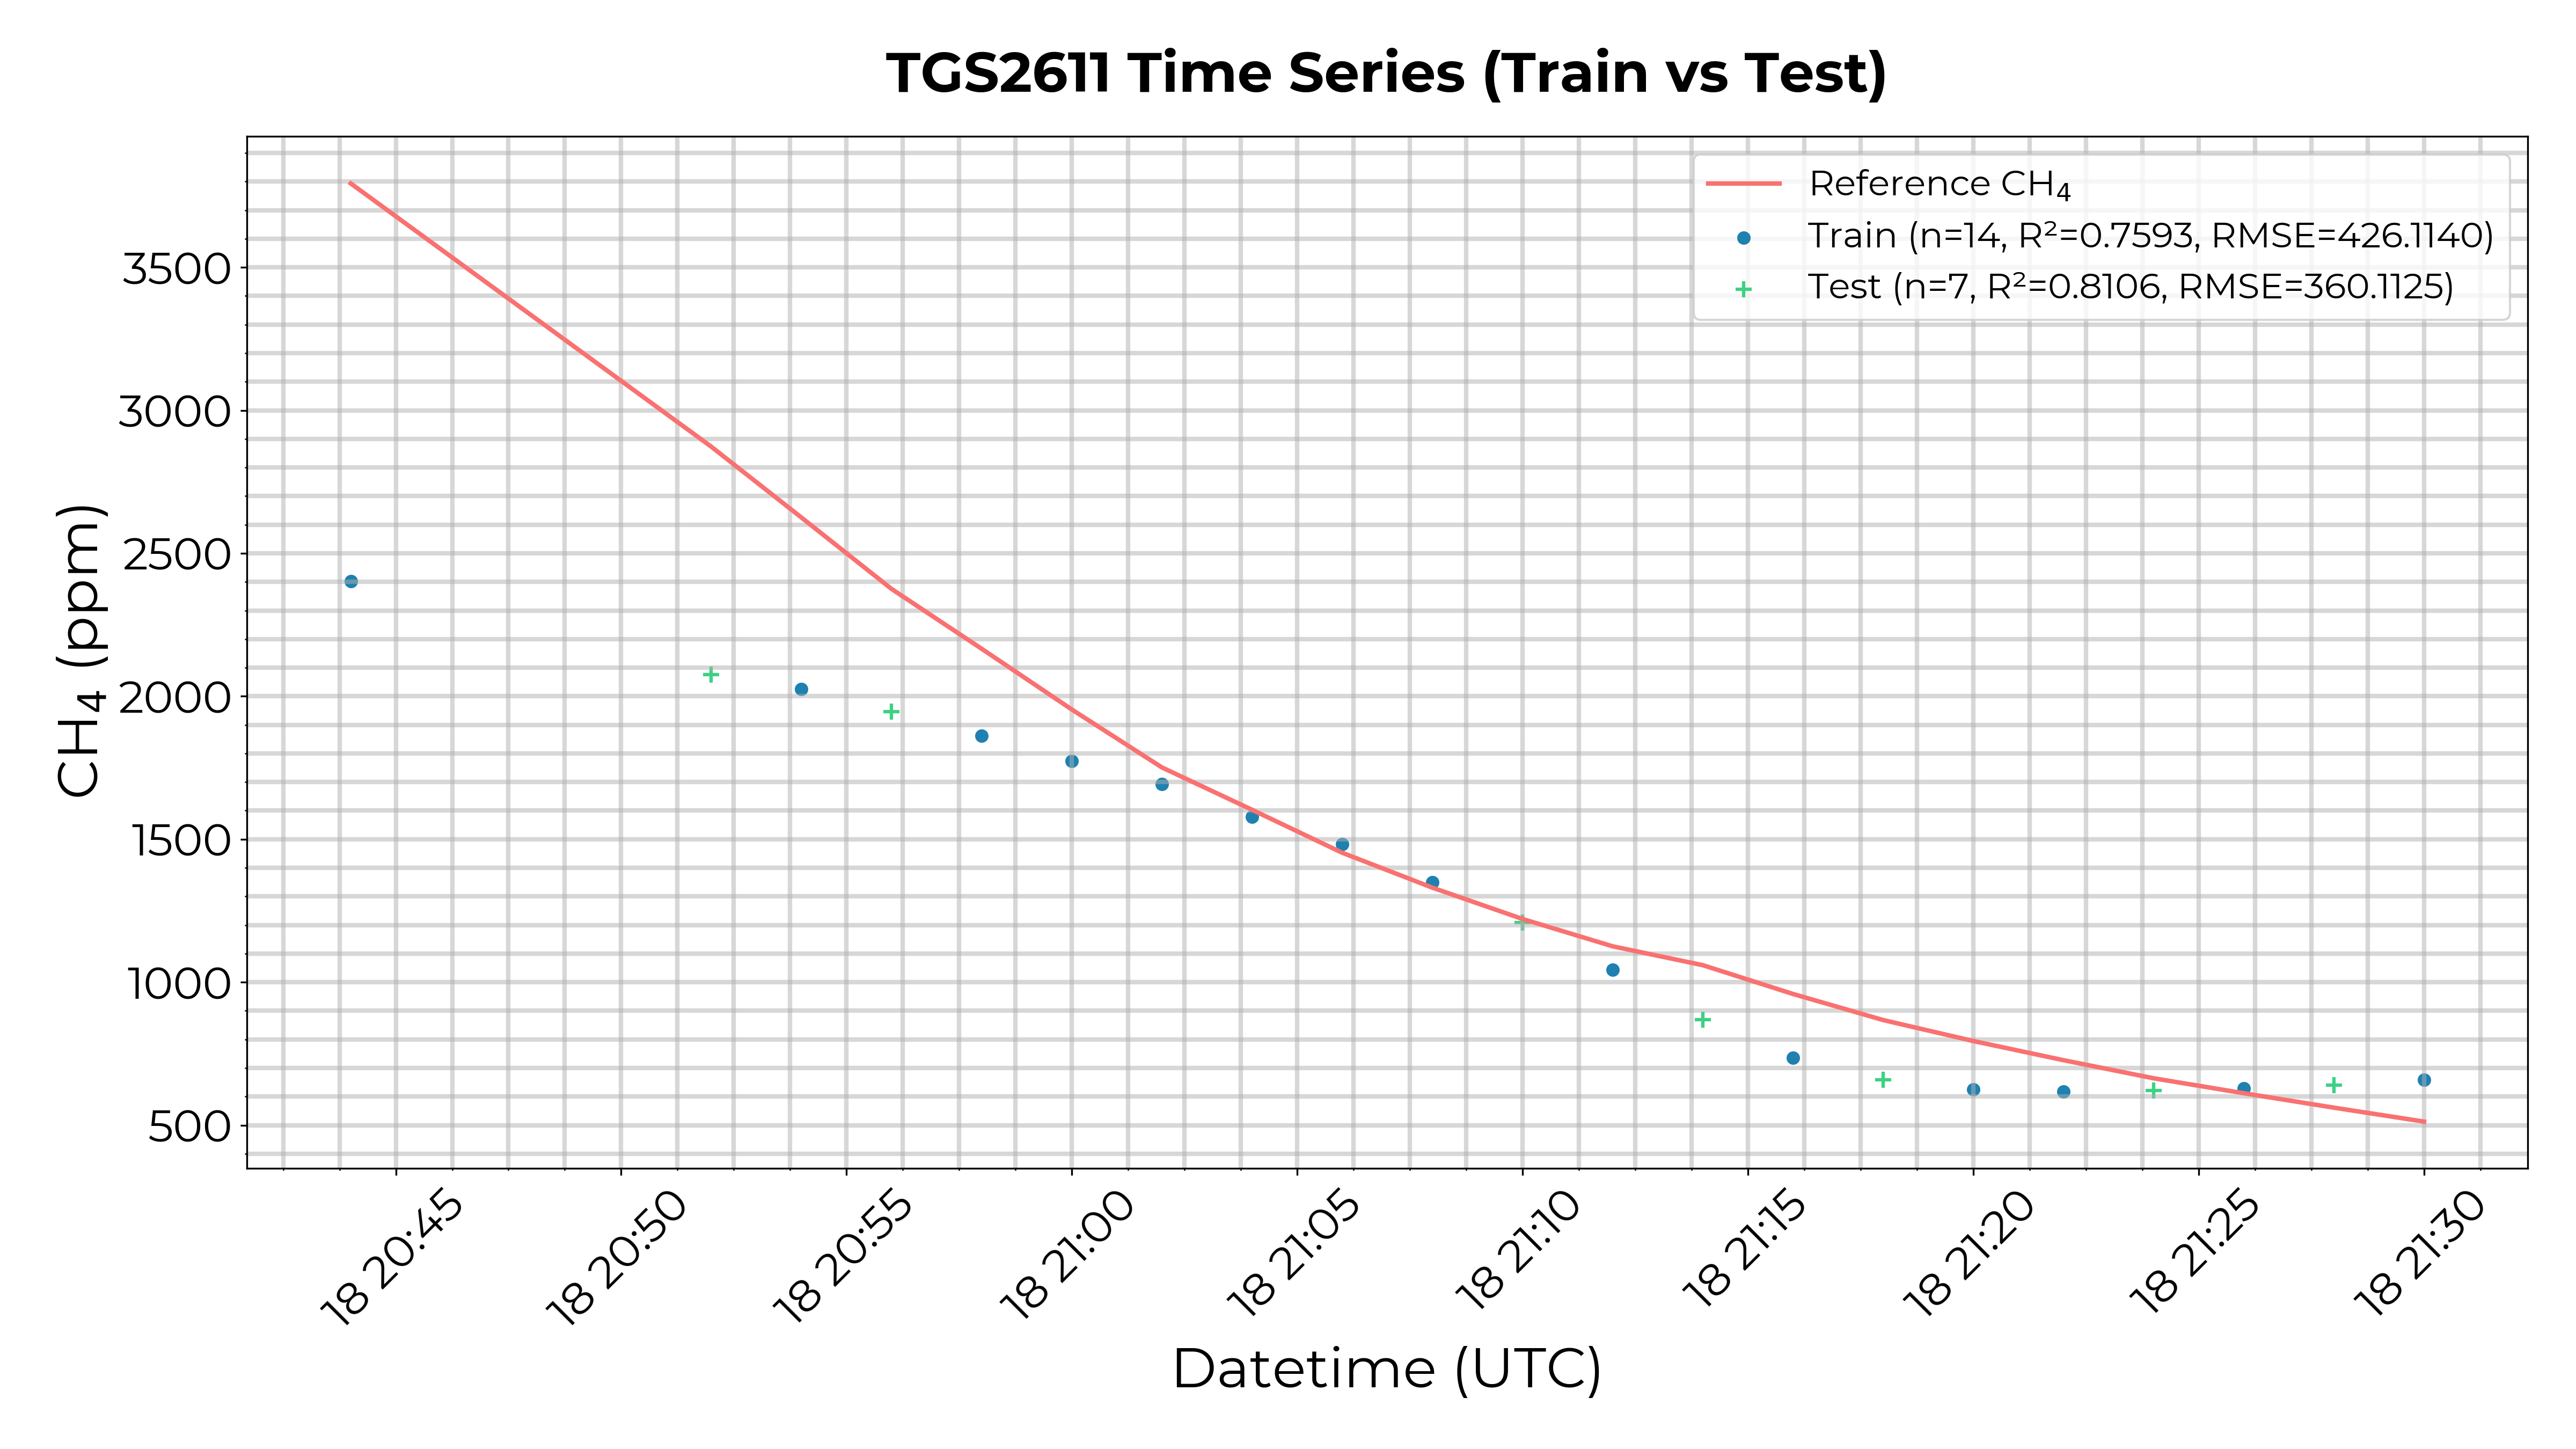 TGS2611 Time Series (Train vs Test)
Reference CH₄
Train (n=14, R²=0.7593, RMSE=426.1140)
Test (n=7, R²=0.8106, RMSE=360.1125)
CH₄ (ppm)
3500
3000
2500
2000
1500
1000
500
18 20:45
18 20:50
18 20:55
18 21:00
18 21:05
18 21:10
18 21:15
18 21:20
18 21:25
18 21:30
Datetime (UTC)